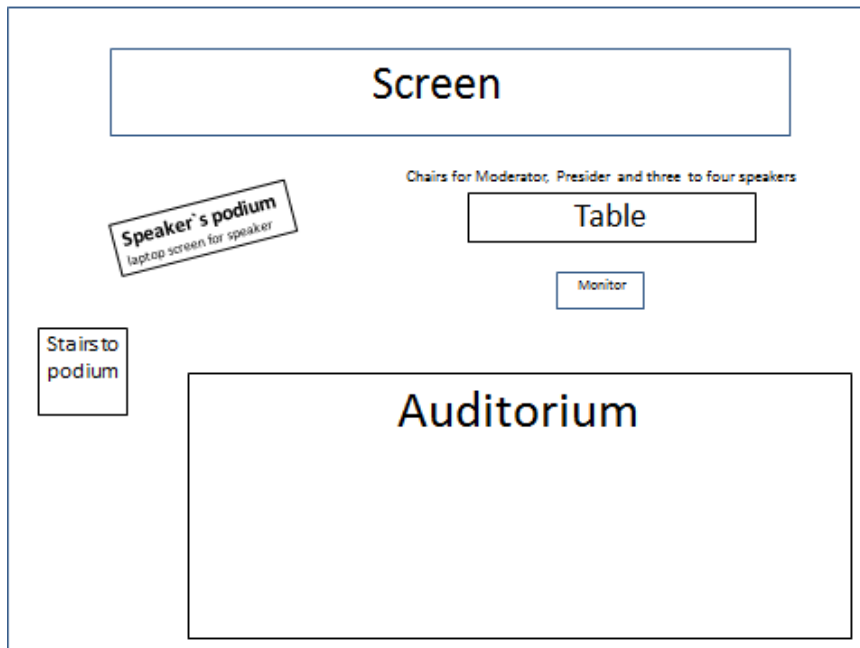 Screen
Chairs for Moderator, Presider and three to four speakers
Speaker`s podium
laptop screen for speaker
Table
Monitor
Stairs to
podium
Auditorium